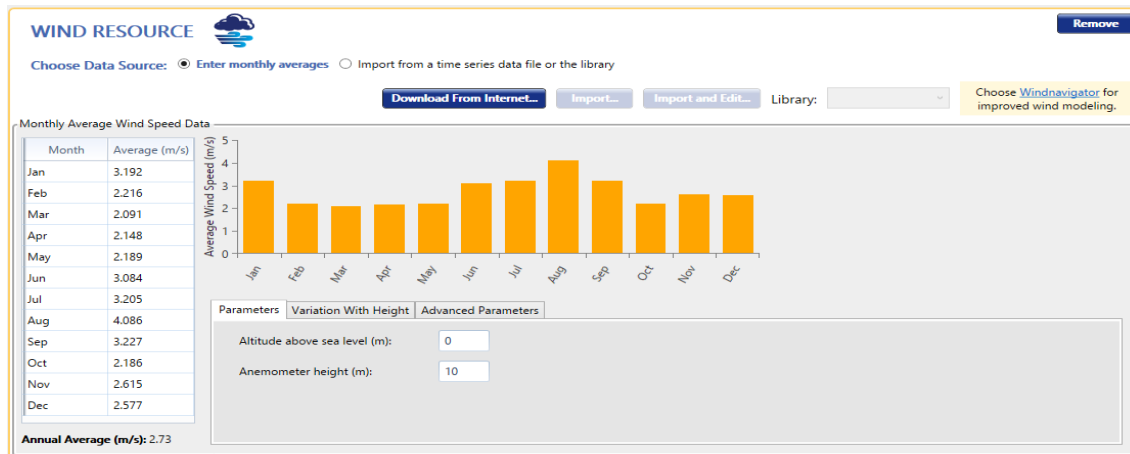 WIND RESOURCE
Remove
Choose Data Source: Enter monthly averages Import from a time series data file or the library
Download From Internet... Import... Import and Edit... Library:
Choose Windnavigator for
improved wind modeling.
Monthly Average Wind Speed Data
Month Average (m/s)
Jan 3.192
Feb 2.216
Mar 2.091
Apr 2.148
May 2.189
Jun 3.084
Jul 3.205
Aug 4.086
Sep 3.227
Oct 2.186
Nov 2.615
Dec 2.577
Annual Average (m/s): 2.73
Average Wind Speed (m/s)
5
4
3
2
1
0
Jan Feb Mar Apr May Jun Jul Aug Sep Oct Nov Dec
Parameters Variation With Height Advanced Parameters
Altitude above sea level (m): 0
Anemometer height (m): 10